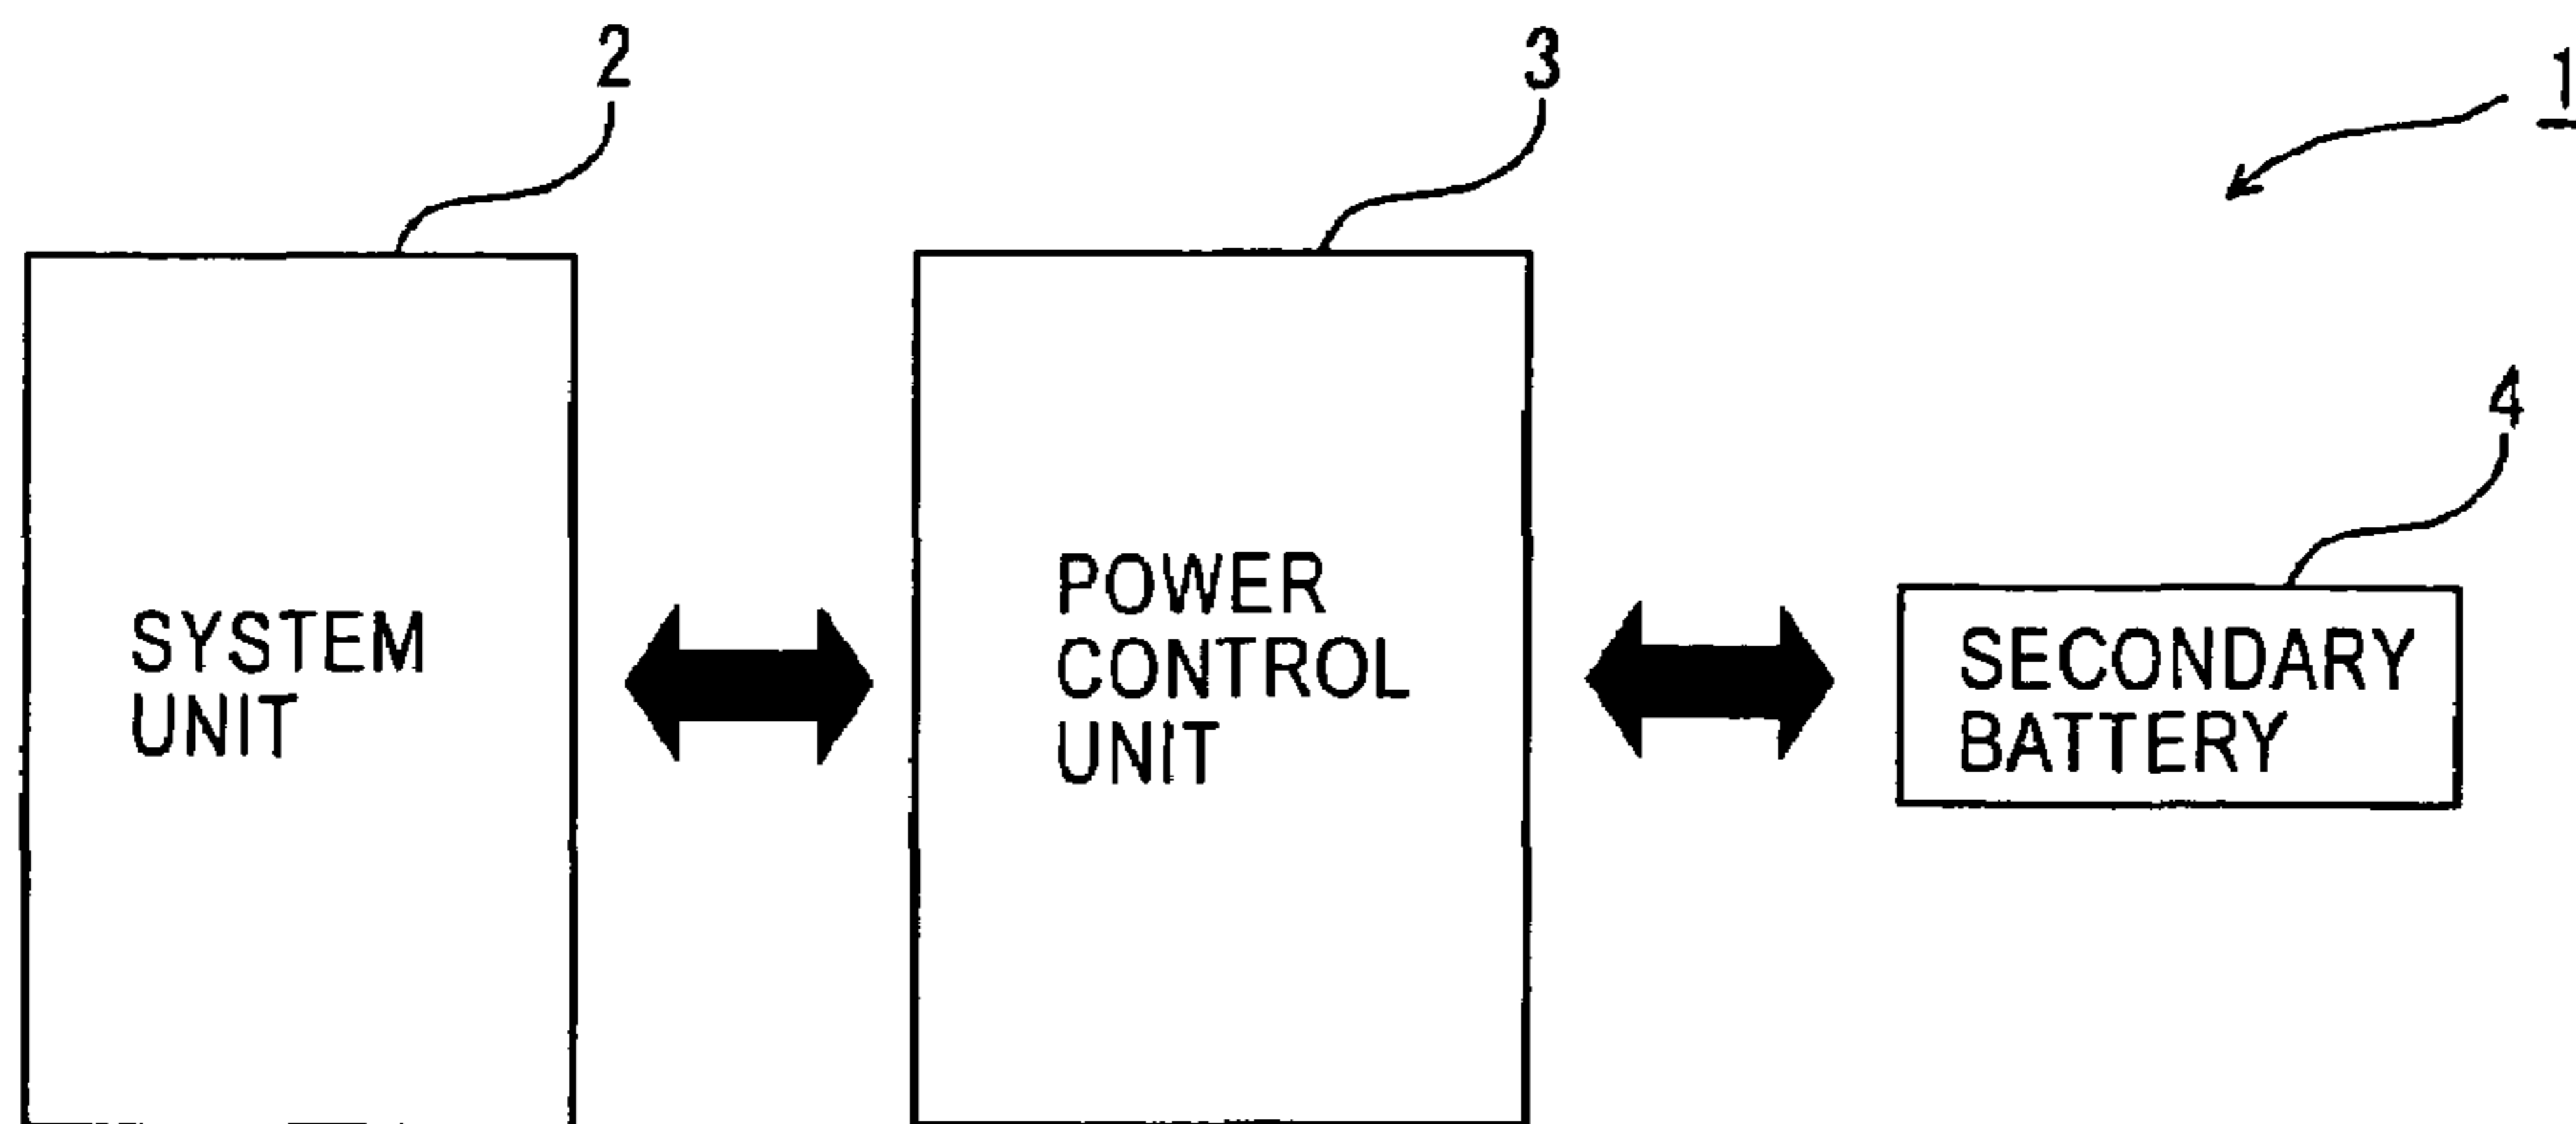 2
3
1
4
SYSTEM
UNIT
POWER
CONTROL
UNIT
SECONDARY
BATTERY